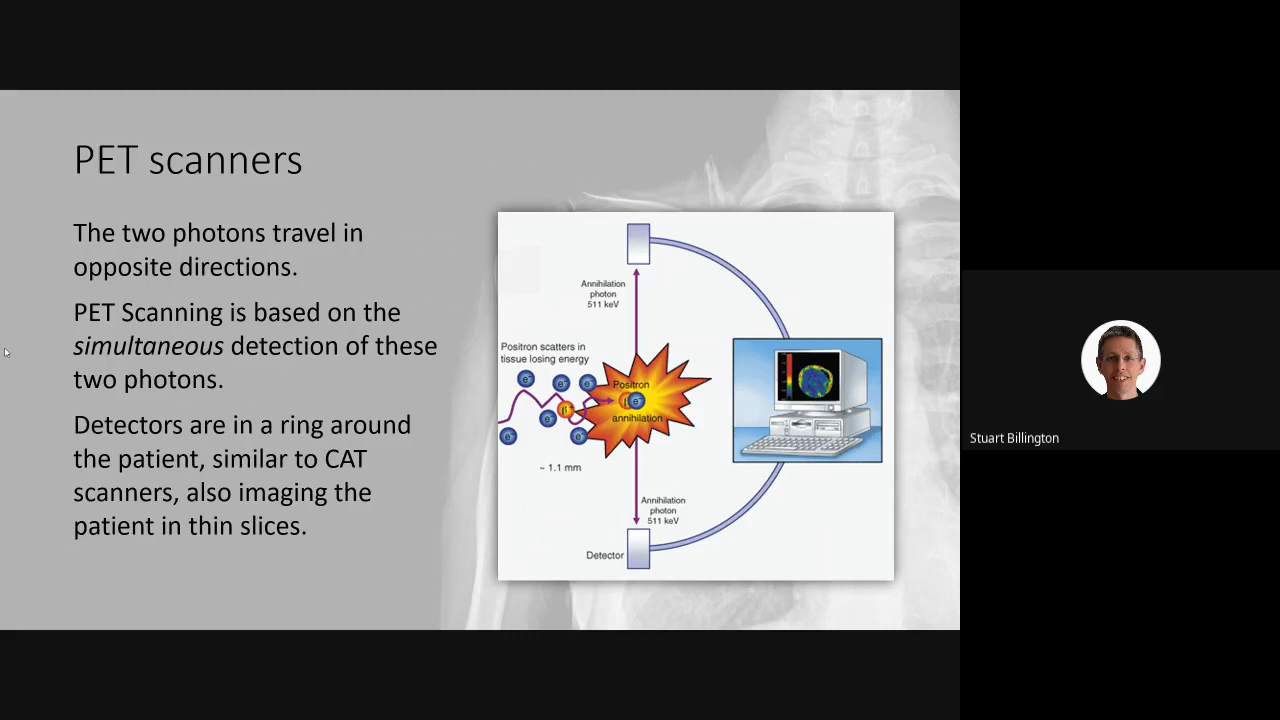 PET scanners
The two photons travel in
opposite directions.
PET Scanning is based on the
simultaneous detection of these
two photons.
Detectors are in a ring around
the patient, similar to CAT
scanners, also imaging the
patient in thin slices.
Annihilation
photon
511 keV
Positron scatters in
tissue losing energy
e⁻
e⁻
e⁻
e⁻
e⁻
e⁻
β⁺
Positron
β⁺ e⁻
annihilation
~ 1.1 mm
Annihilation
photon
511 keV
Detector
Stuart Billington